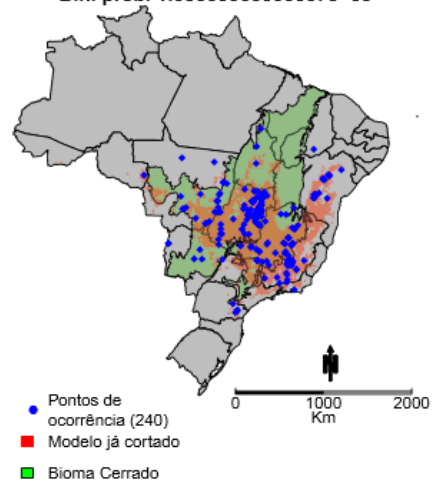 Pontos de
ocorrência (240)
Modelo já cortado
Bioma Cerrado
0 1000 2000
Km